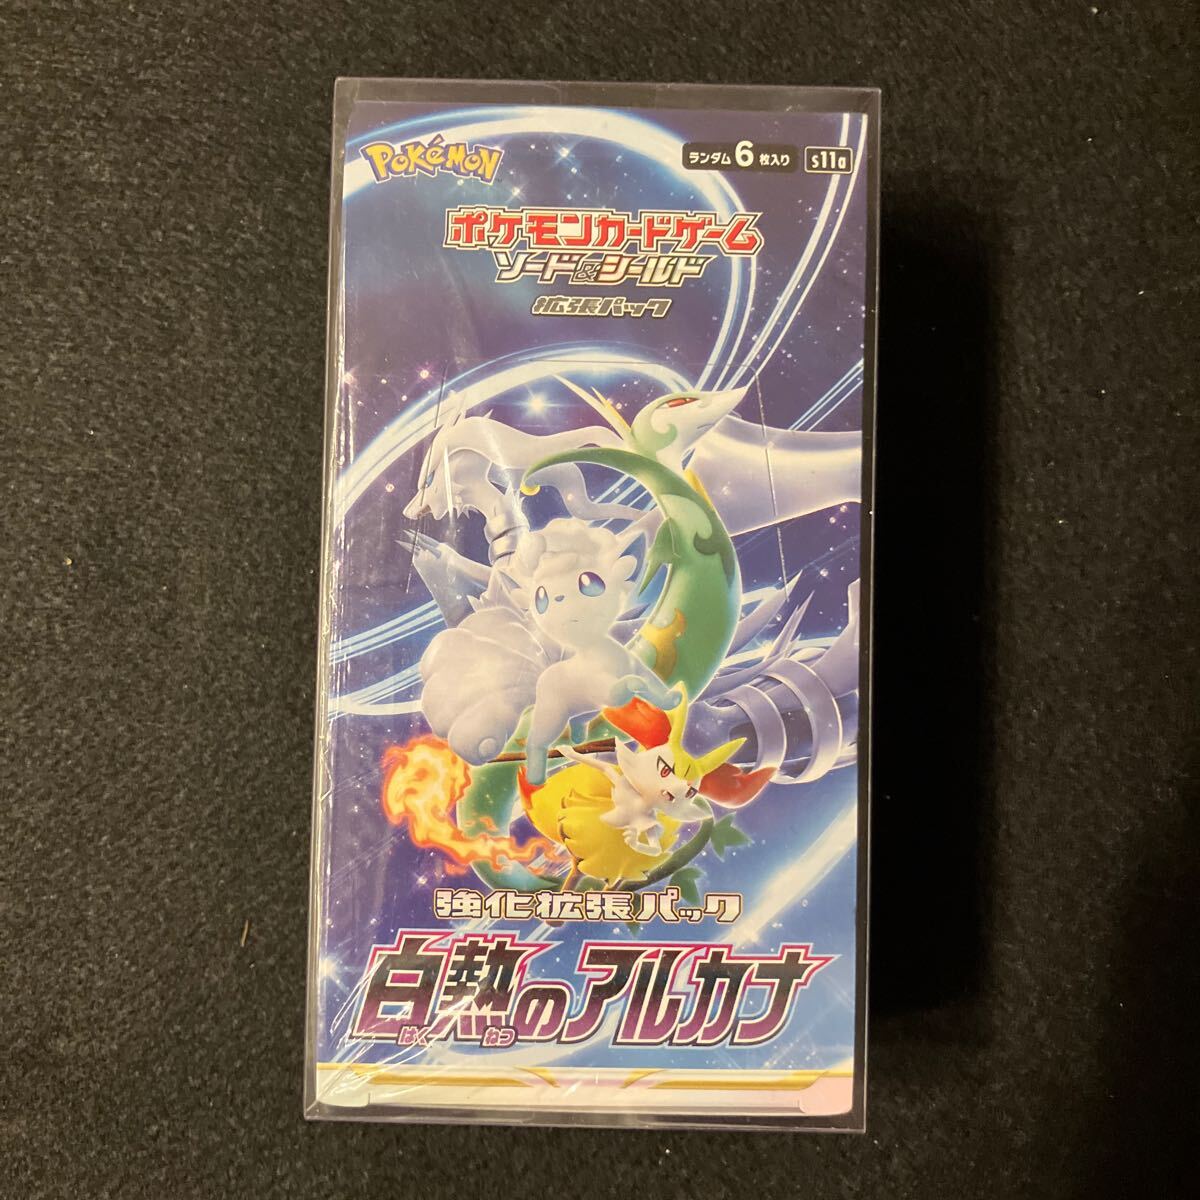 POKéMON
ランダム6枚入り s11a
ポケモンカードゲーム
ソード&シールド
拡張パック
強化拡張パック
白熱のアルカナ
はく ねつ